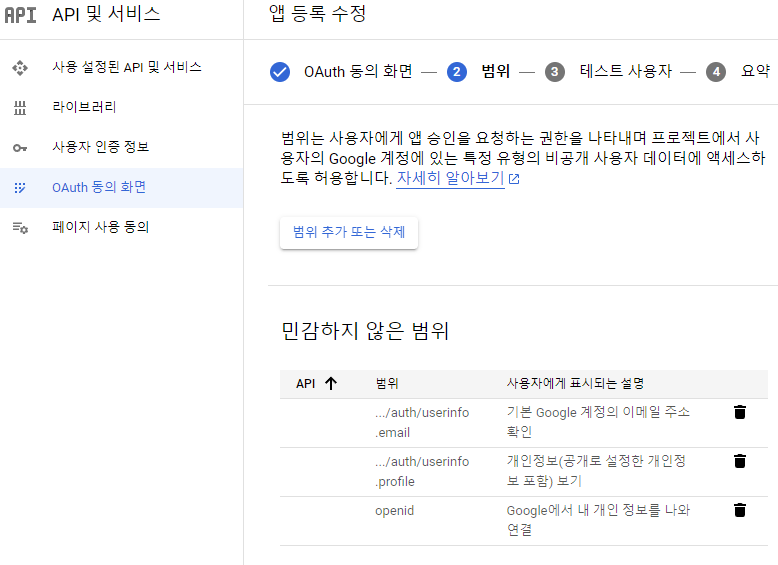 API API 및 서비스
사용 설정된 API 및 서비스
라이브러리
사용자 인증 정보
OAuth 동의 화면
페이지 사용 동의
앱 등록 수정
OAuth 동의 화면 — 2 범위 — 3 테스트 사용자 — 4 요약
범위는 사용자에게 앱 승인을 요청하는 권한을 나타내며 프로젝트에서 사
용자의 Google 계정에 있는 특정 유형의 비공개 사용자 데이터에 액세스하
도록 허용합니다. 자세히 알아보기
범위 추가 또는 삭제
민감하지 않은 범위
API 범위 사용자에게 표시되는 설명
.../auth/userinfo 기본 Google 계정의 이메일 주소
.email 확인
.../auth/userinfo 개인정보(공개로 설정한 개인정
.profile 보 포함) 보기
openid Google에서 내 개인 정보를 나와
연결